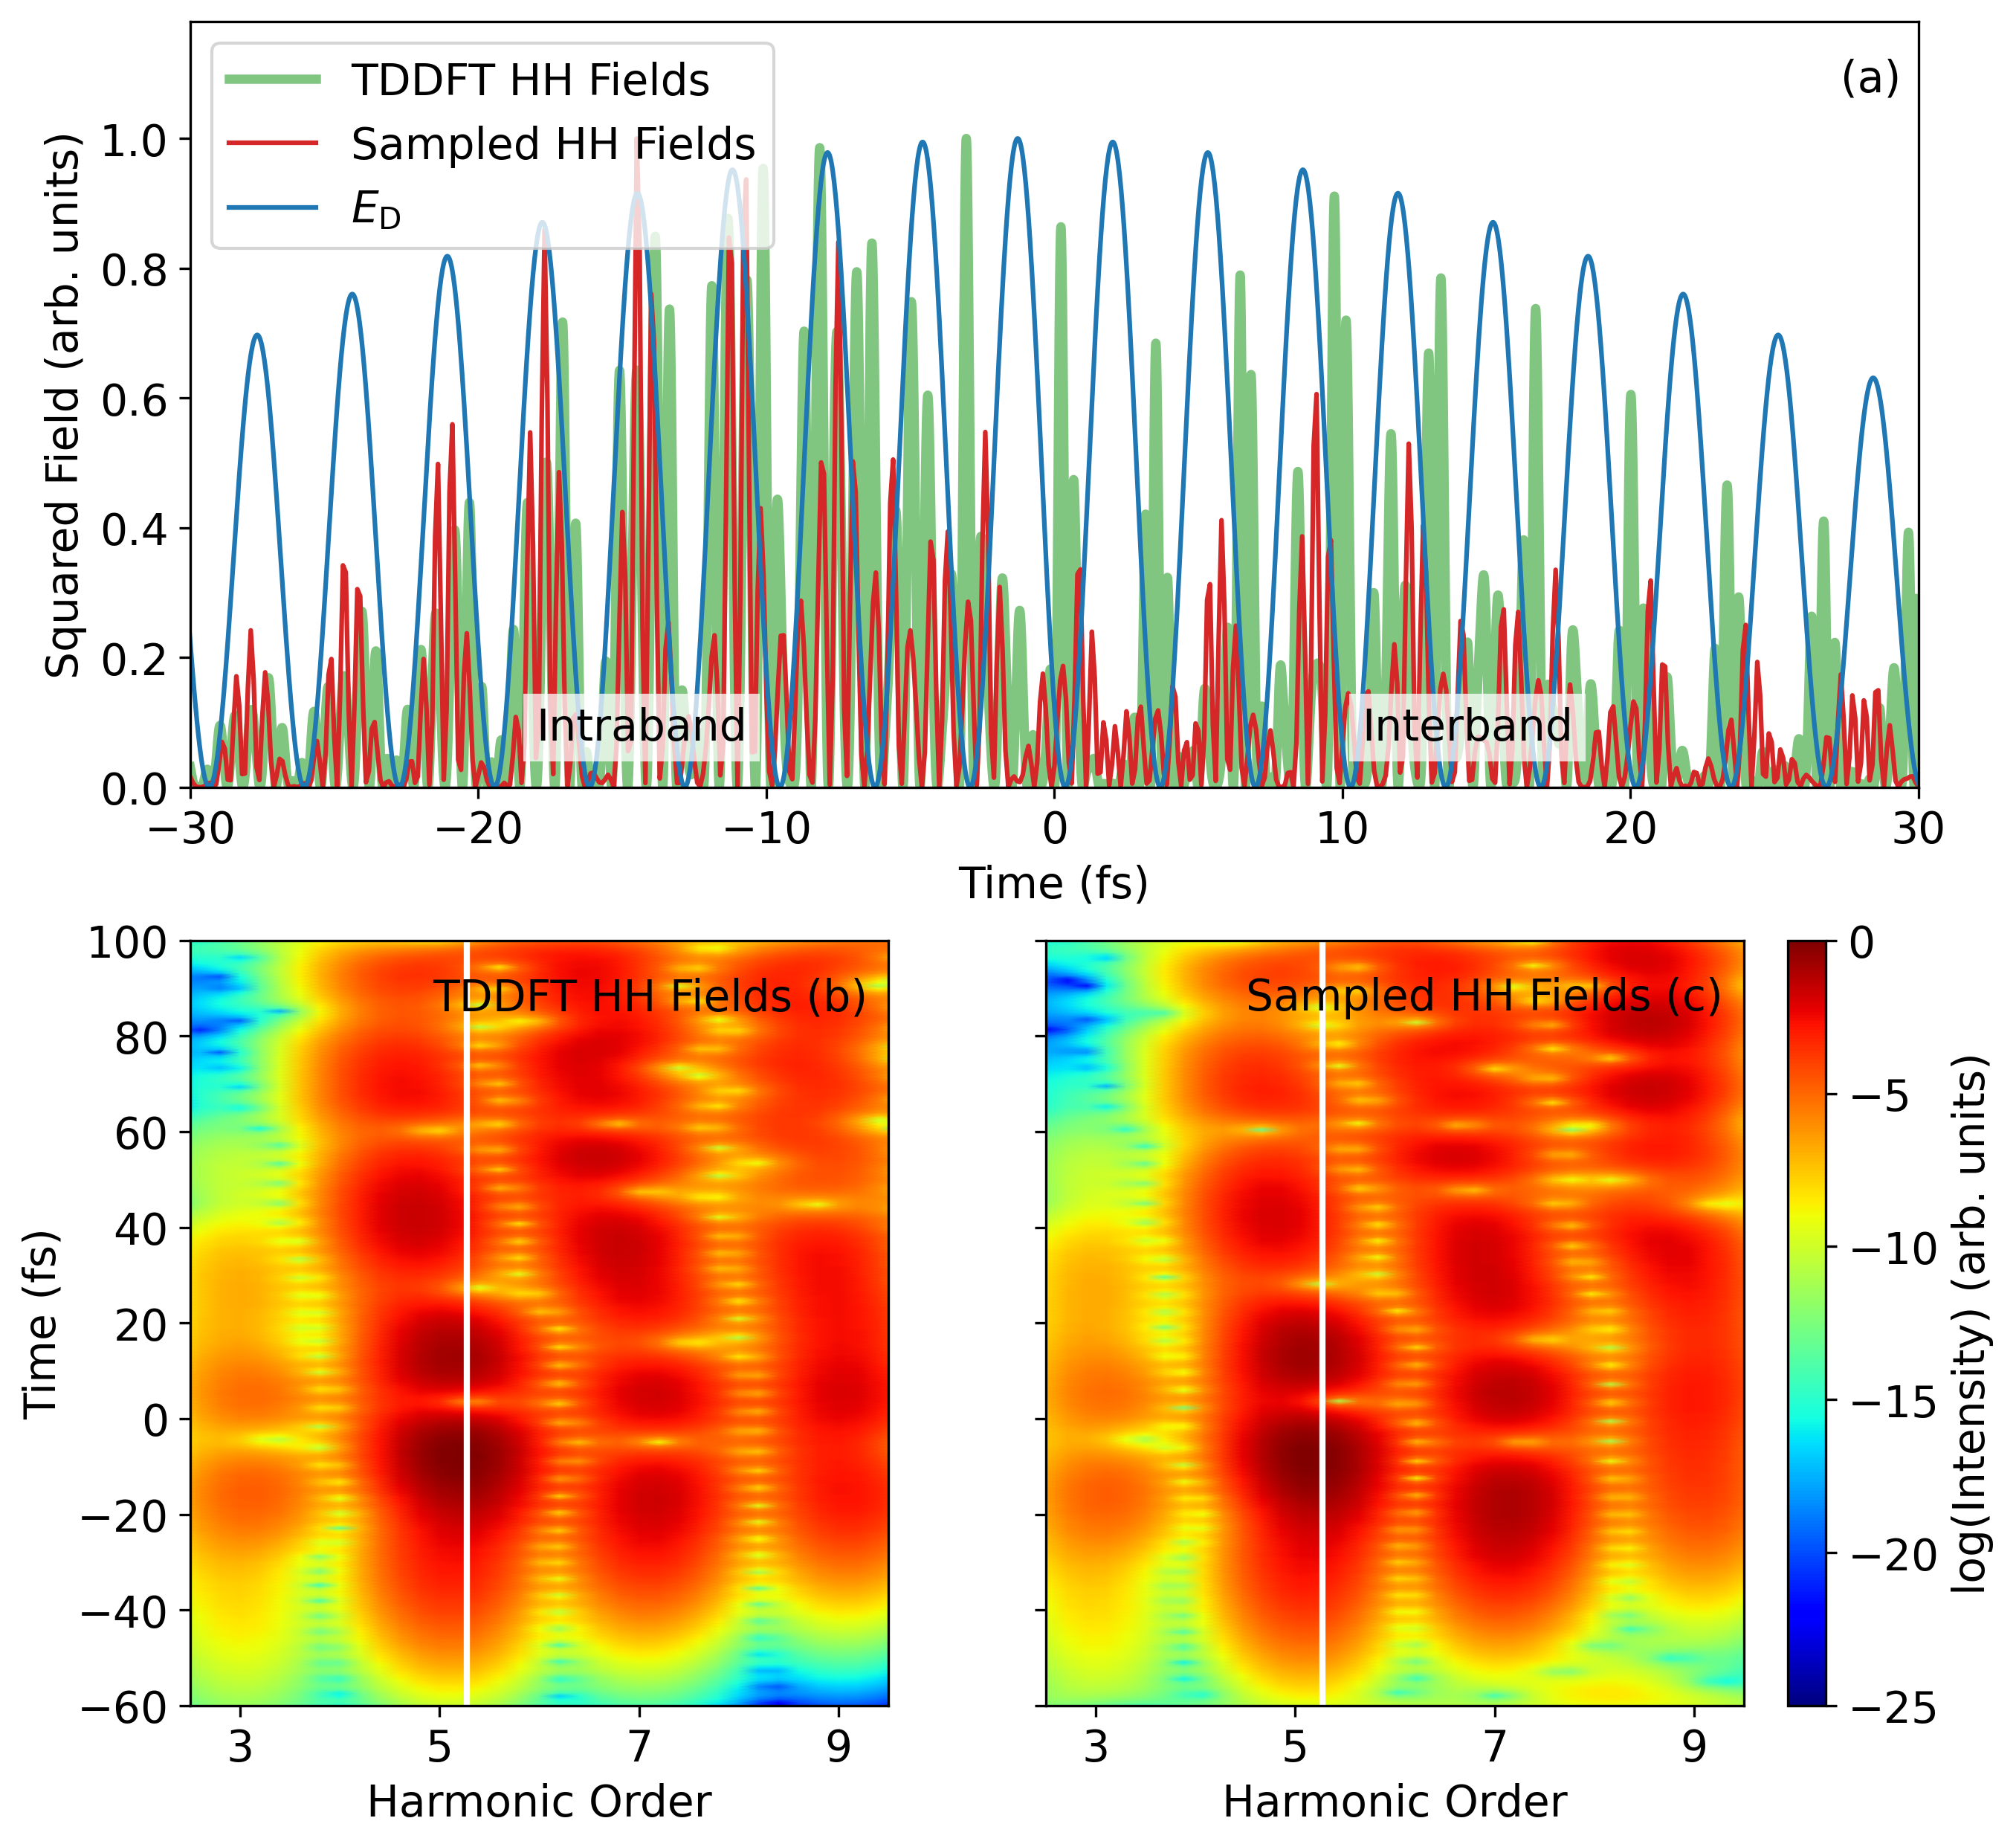 TDDFT HH Fields
Sampled HH Fields
E_D
(a)
Squared Field (arb. units)
1.0
0.8
0.6
0.4
0.2
0.0
Intraband
Interband
−30
−20
−10
0
10
20
30
Time (fs)
Time (fs)
100
80
60
40
20
0
−20
−40
−60
TDDFT HH Fields (b)
3
5
7
9
Harmonic Order
Sampled HH Fields (c)
3
5
7
9
Harmonic Order
0
−5
−10
−15
−20
−25
log(Intensity) (arb. units)